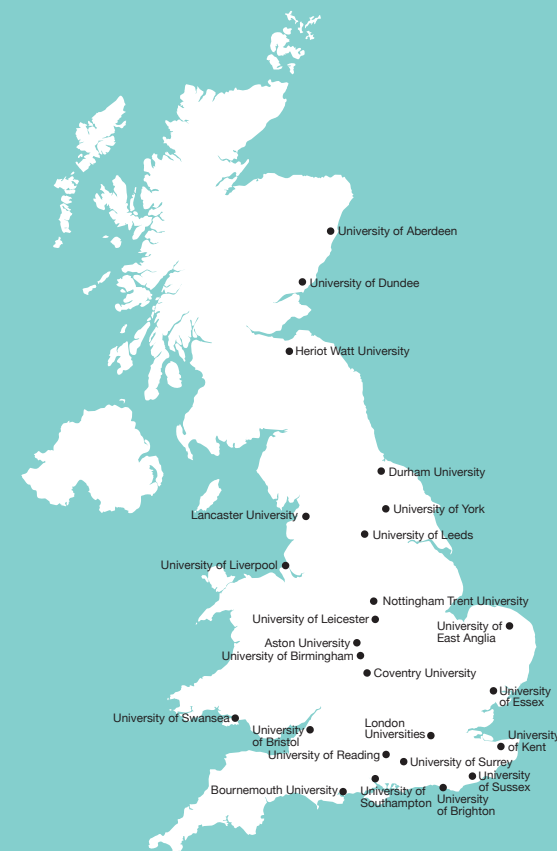 University of Aberdeen
University of Dundee
Heriot Watt University
Durham University
University of York
Lancaster University
University of Leeds
University of Liverpool
Nottingham Trent University
University of Leicester
University of
East Anglia
Aston University
University of Birmingham
Coventry University
University
of Essex
University of Swansea
University
of Bristol
London
Universities
University
of Kent
University of Reading
University of Surrey
University
of Sussex
Bournemouth University
University of
Southampton
University
of Brighton